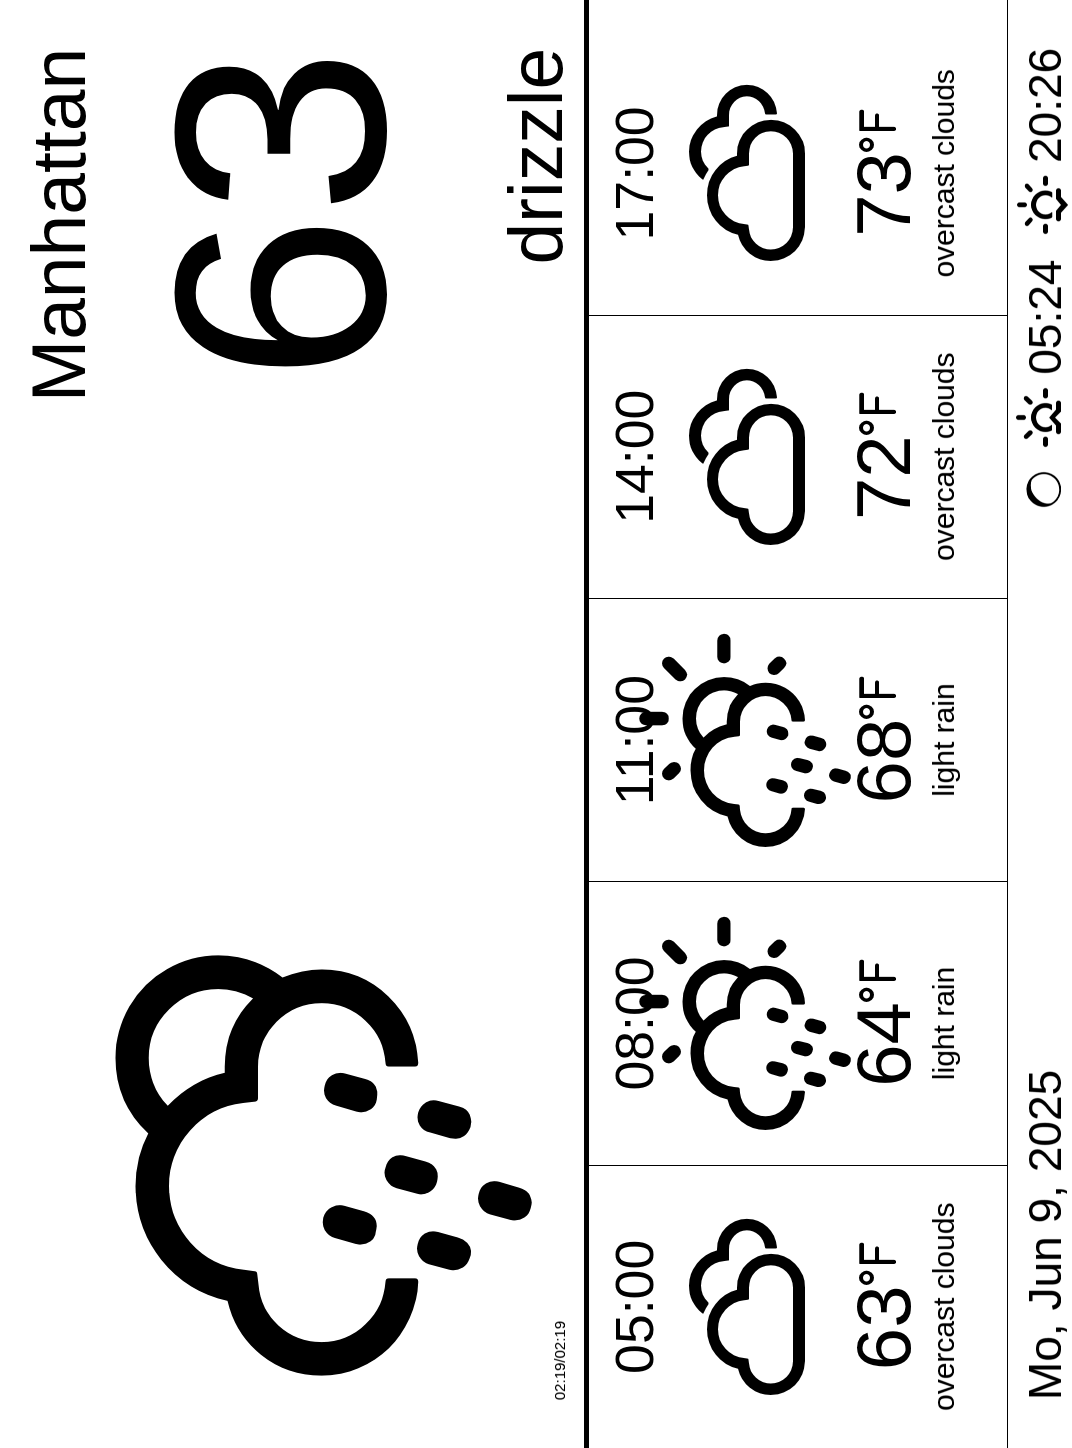 Manhattan
63
drizzle
02:19/02:19
05:00
63°F
overcast clouds
08:00
64°F
light rain
11:00
68°F
light rain
14:00
72°F
overcast clouds
17:00
73°F
overcast clouds
Mo, Jun 9, 2025
05:24
20:26